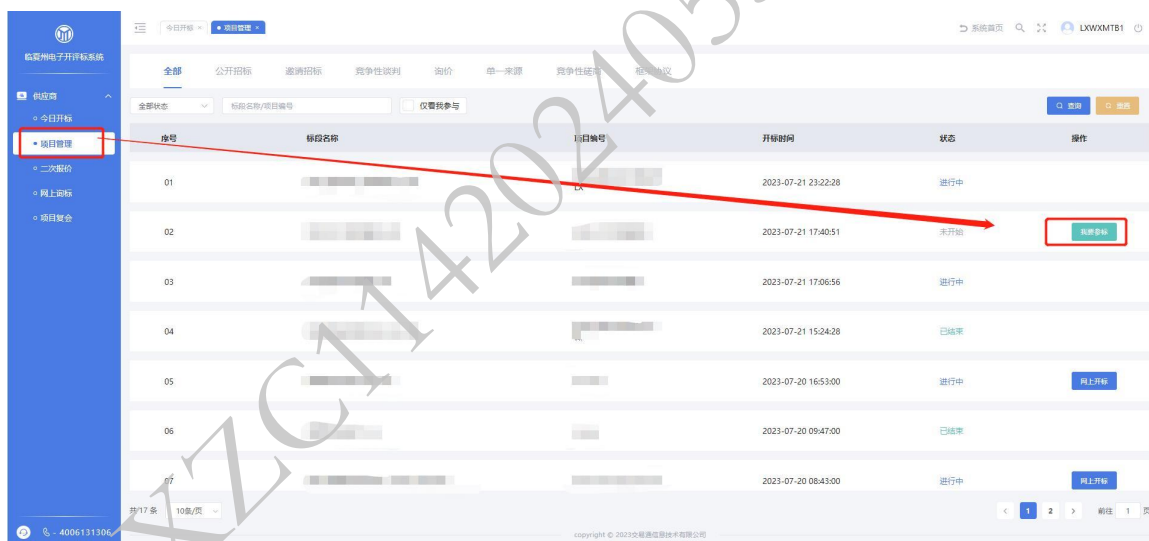 今日开标 ×
• 项目管理 ×
系统首页
LXWXMTB1
临夏州电子开评标系统
供应商
今日开标
项目管理
二次报价
网上询标
项目复会
全部 公开招标 邀请招标 竞争性谈判 询价 单一来源 竞争性磋商 框架协议
全部状态 标段名称/项目编号 仅看我参与 查询 重置
序号 标段名称 项目编号 开标时间 状态 操作
01 2023-07-21 23:22:28 进行中
02 2023-07-21 17:40:51 未开始 我要参标
03 2023-07-21 17:06:56 进行中
04 2023-07-21 15:24:28 已结束
05 2023-07-20 16:53:00 进行中 网上开标
06 2023-07-20 09:47:00 已结束
07 2023-07-20 08:43:00 进行中 网上开标
共 17 条 10条/页 < 1 2 > 前往 1 页
- 4006131306
copyright © 2023交易通信息技术有限公司